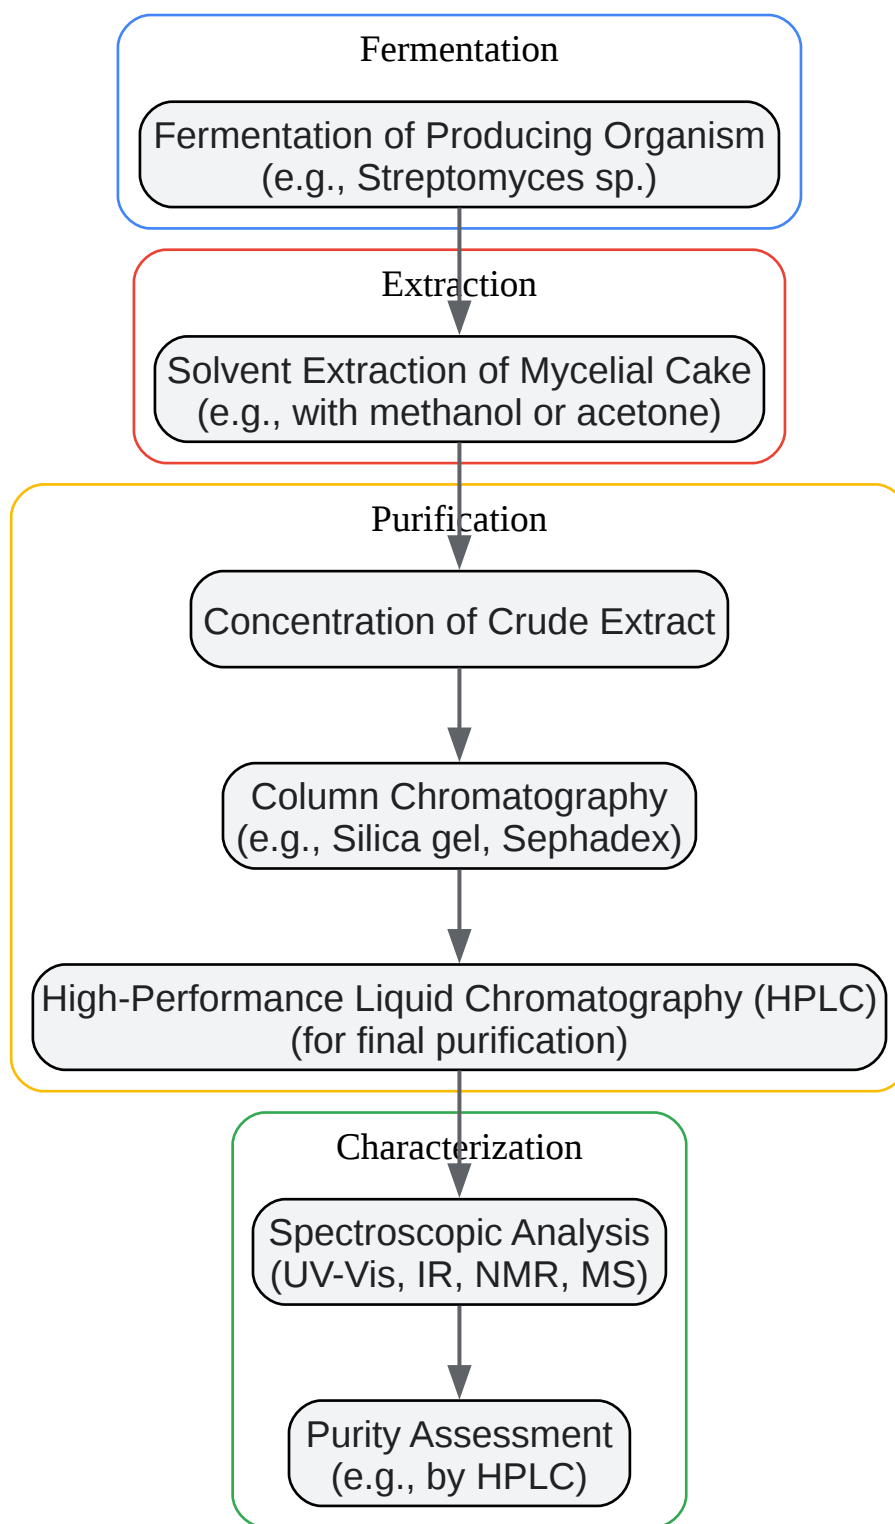 Fermentation
Fermentation of Producing Organism
(e.g., Streptomyces sp.)
Extraction
Solvent Extraction of Mycelial Cake
(e.g., with methanol or acetone)
Purification
Concentration of Crude Extract
Column Chromatography
(e.g., Silica gel, Sephadex)
High-Performance Liquid Chromatography (HPLC)
(for final purification)
Characterization
Spectroscopic Analysis
(UV-Vis, IR, NMR, MS)
Purity Assessment
(e.g., by HPLC)